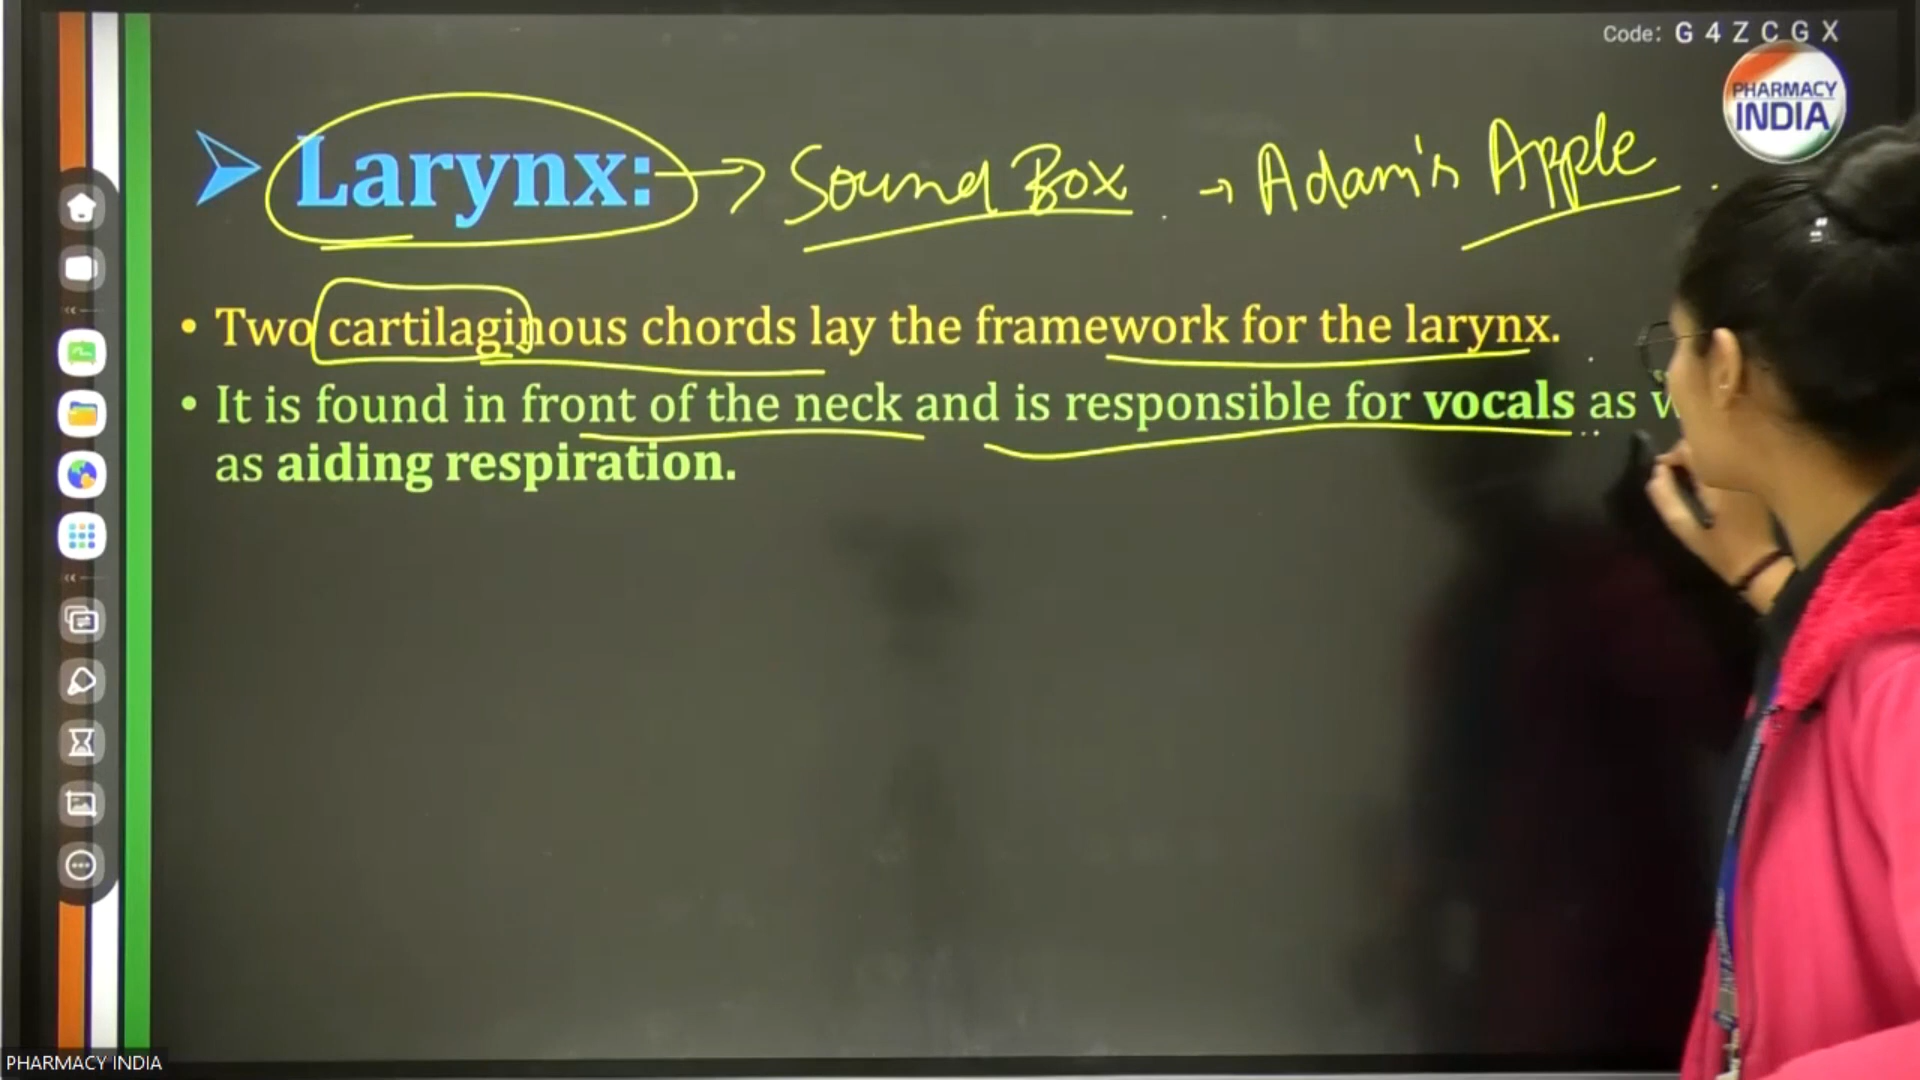 Code: G 4 Z C G X
PHARMACY
INDIA
Larynx: → Sound Box → Adam's Apple
• Two cartilaginous chords lay the framework for the larynx.
• It is found in front of the neck and is responsible for vocals as
as aiding respiration.
PHARMACY INDIA